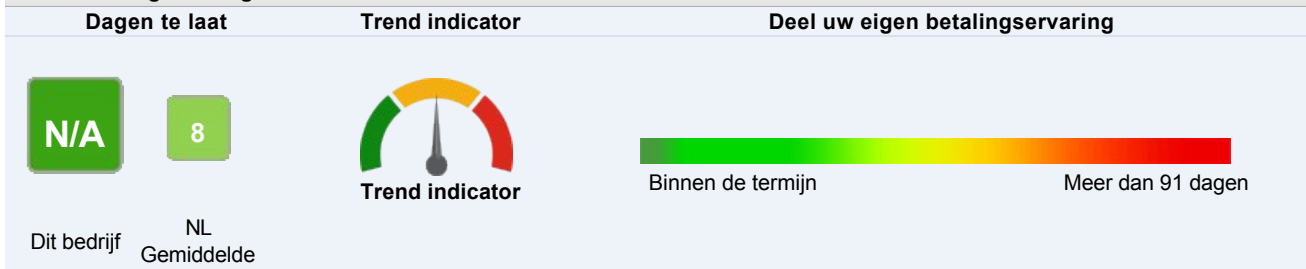 Dagen te laat
Trend indicator
Deel uw eigen betalingservaring
N/A
8
Trend indicator
Binnen de termijn
Meer dan 91 dagen
Dit bedrijf
NL
Gemiddelde